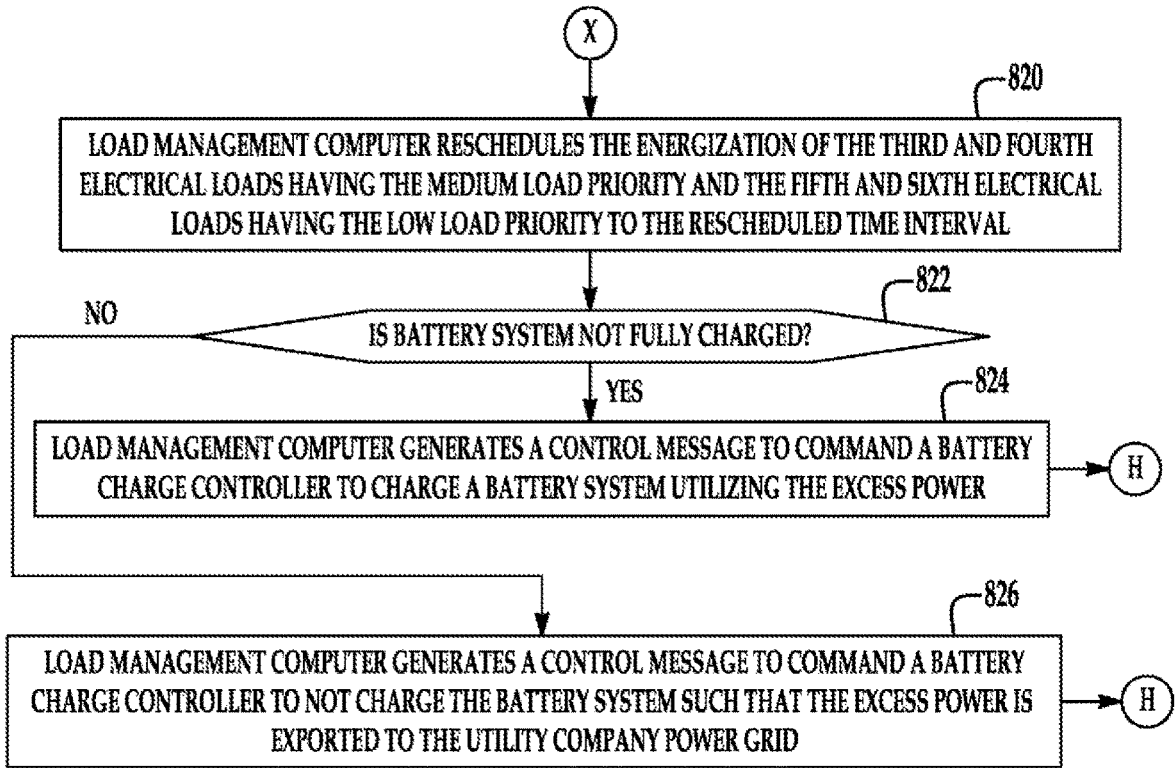 X
820
LOAD MANAGEMENT COMPUTER RESCHEDULES THE ENERGIZATION OF THE THIRD AND FOURTH
ELECTRICAL LOADS HAVING THE MEDIUM LOAD PRIORITY AND THE FIFTH AND SIXTH ELECTRICAL
LOADS HAVING THE LOW LOAD PRIORITY TO THE RESCHEDULED TIME INTERVAL
822
NO
IS BATTERY SYSTEM NOT FULLY CHARGED?
YES
824
LOAD MANAGEMENT COMPUTER GENERATES A CONTROL MESSAGE TO COMMAND A BATTERY
CHARGE CONTROLLER TO CHARGE A BATTERY SYSTEM UTILIZING THE EXCESS POWER
H
826
LOAD MANAGEMENT COMPUTER GENERATES A CONTROL MESSAGE TO COMMAND A BATTERY
CHARGE CONTROLLER TO NOT CHARGE THE BATTERY SYSTEM SUCH THAT THE EXCESS POWER IS
EXPORTED TO THE UTILITY COMPANY POWER GRID
H